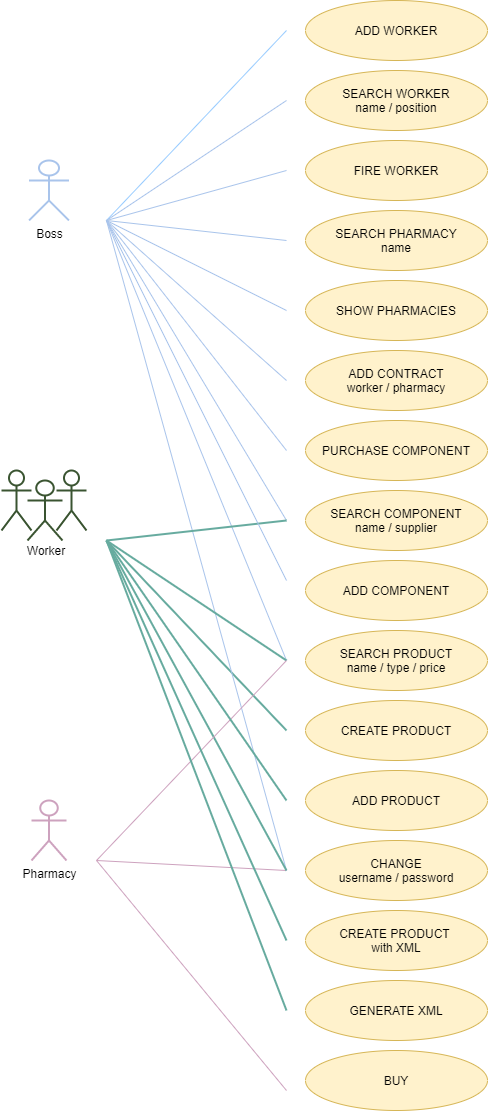 ADD WORKER
SEARCH WORKER
name / position
FIRE WORKER
Boss
SEARCH PHARMACY
name
SHOW PHARMACIES
ADD CONTRACT
worker / pharmacy
PURCHASE COMPONENT
SEARCH COMPONENT
name / supplier
Worker
ADD COMPONENT
SEARCH PRODUCT
name / type / price
CREATE PRODUCT
ADD PRODUCT
Pharmacy
CHANGE
username / password
CREATE PRODUCT
with XML
GENERATE XML
BUY